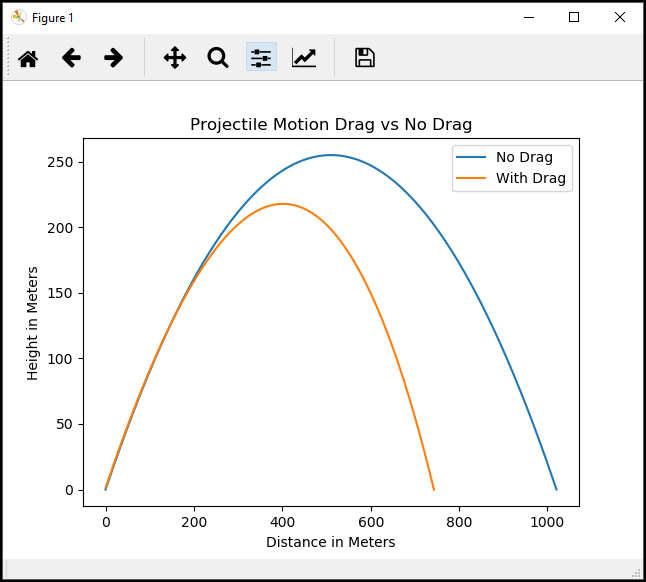 Figure 1
Projectile Motion Drag vs No Drag
No Drag
With Drag
250
200
150
100
50
0
Height in Meters
0 200 400 600 800 1000
Distance in Meters